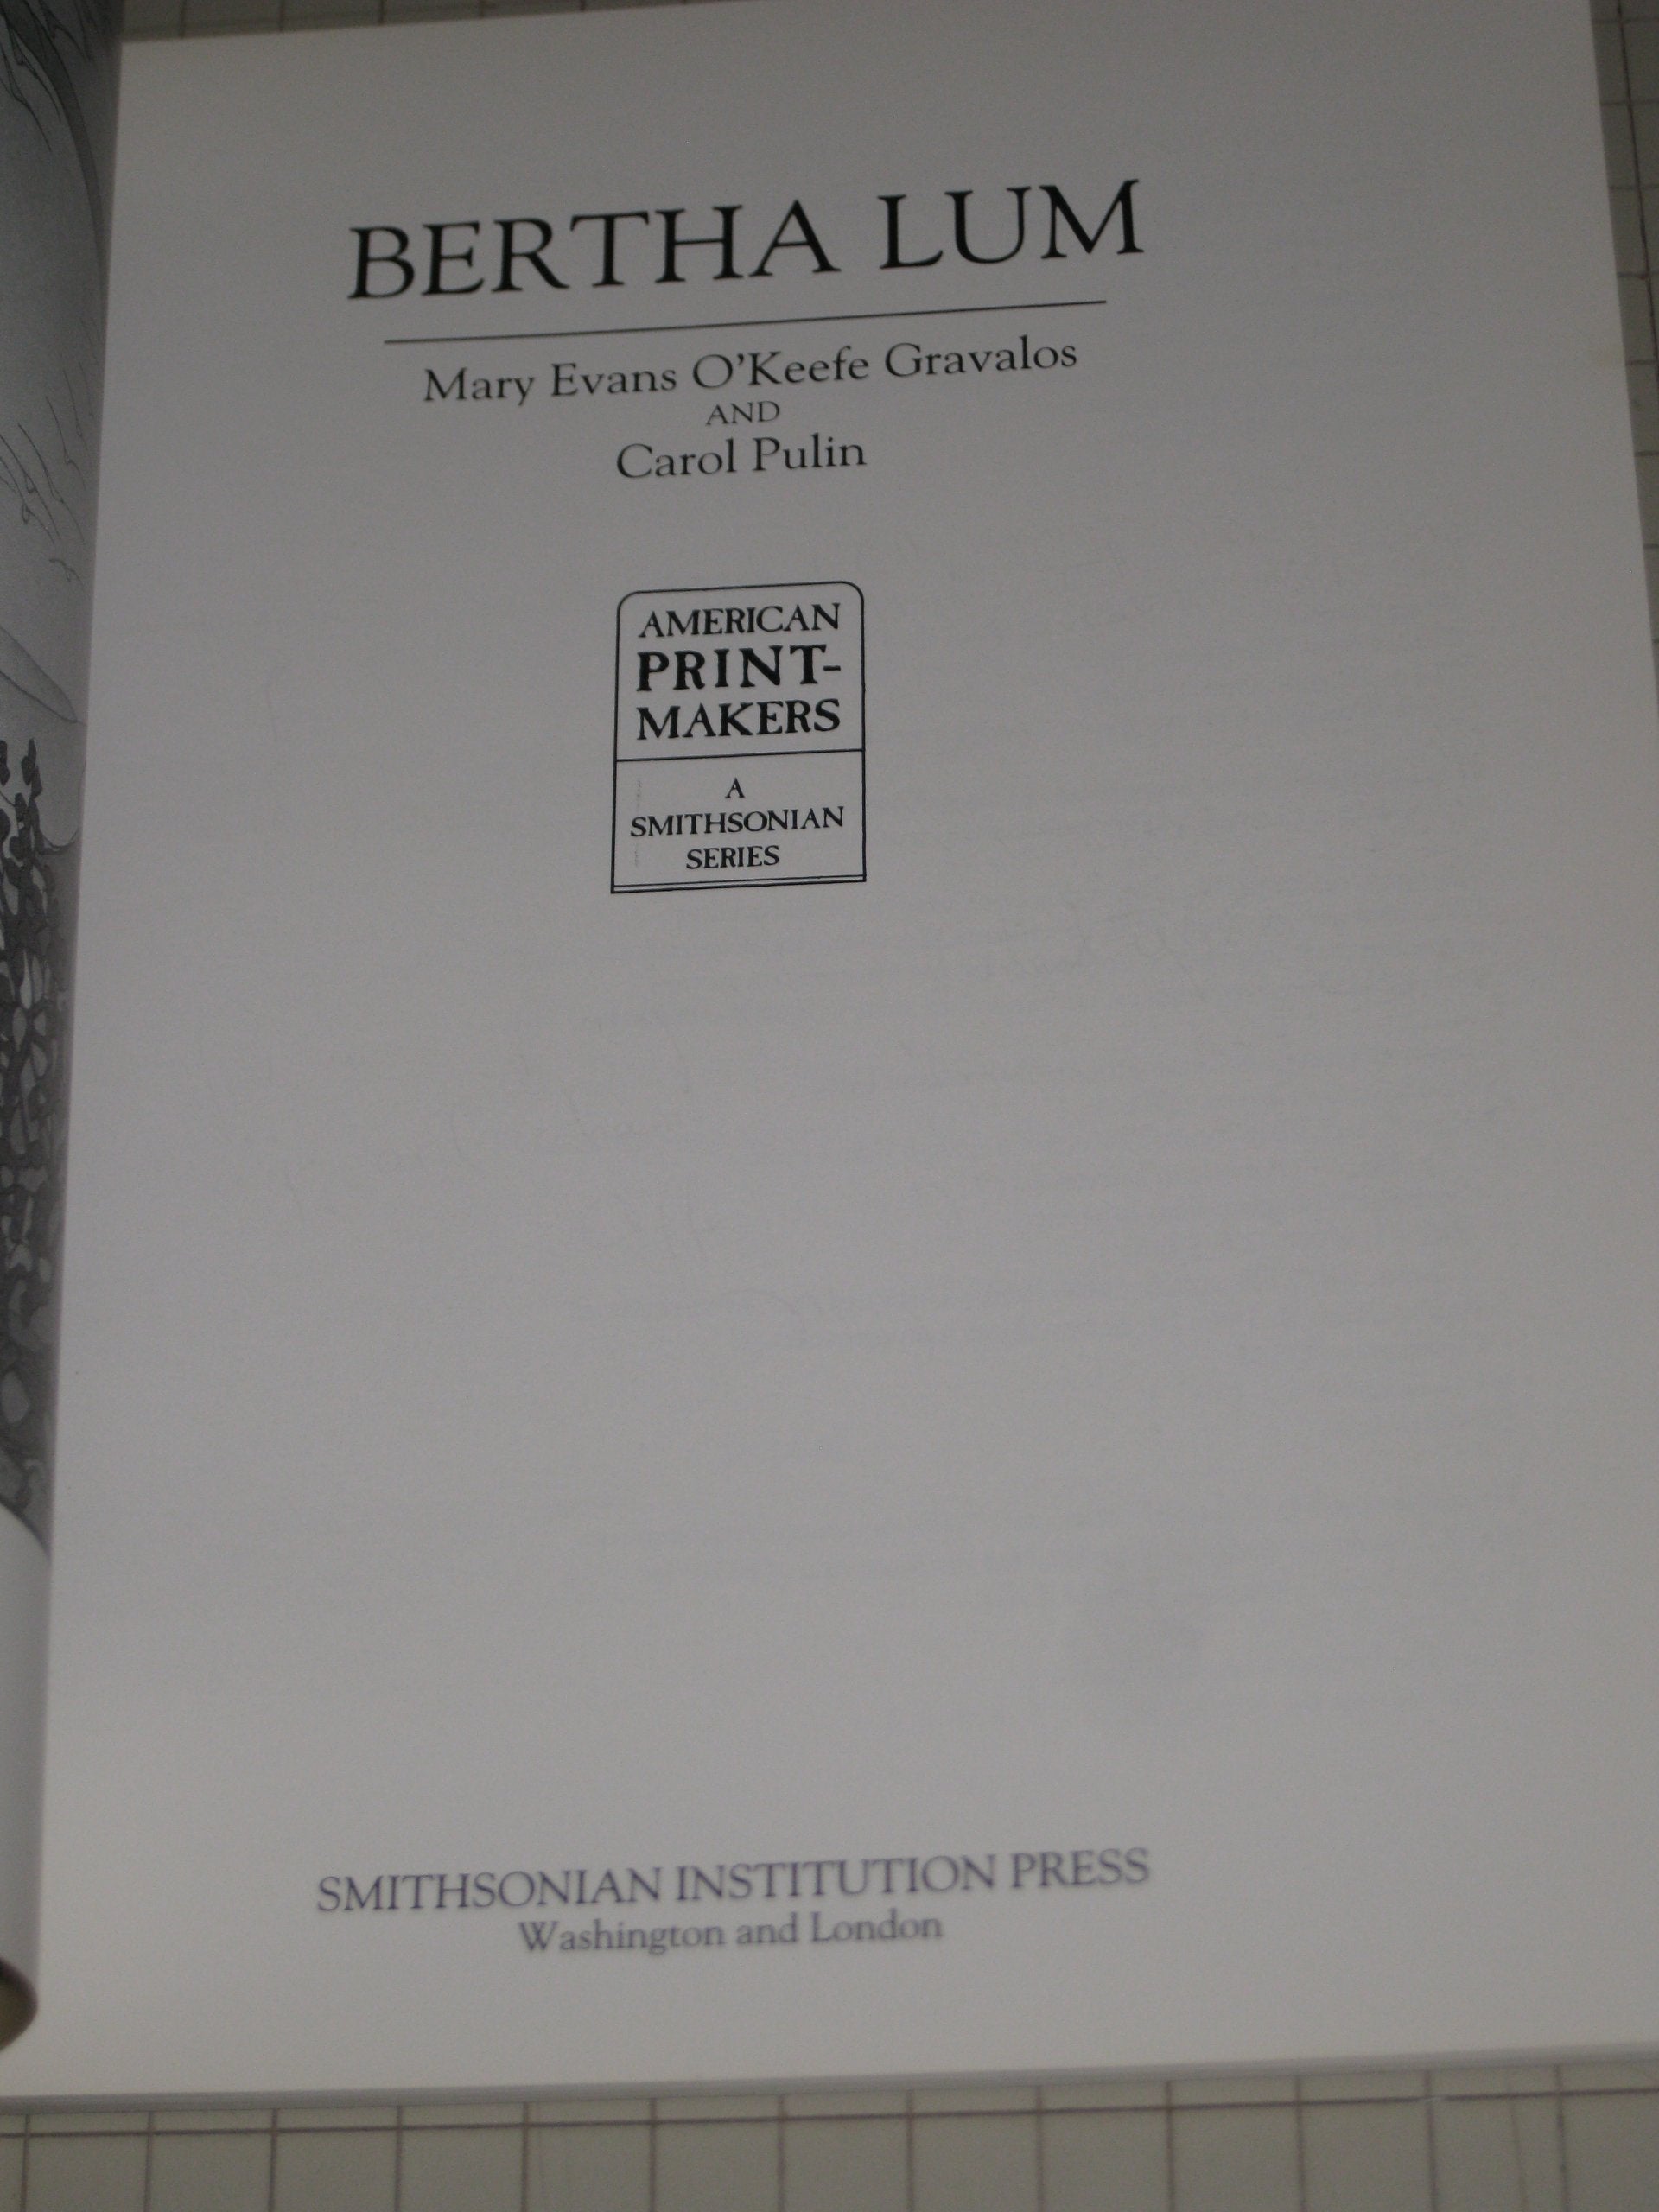 BERTHA LUM
Mary Evans O'Keefe Gravalos
AND
Carol Pulin
AMERICAN
PRINT-
MAKERS
A
SMITHSONIAN
SERIES
SMITHSONIAN INSTITUTION PRESS
Washington and London